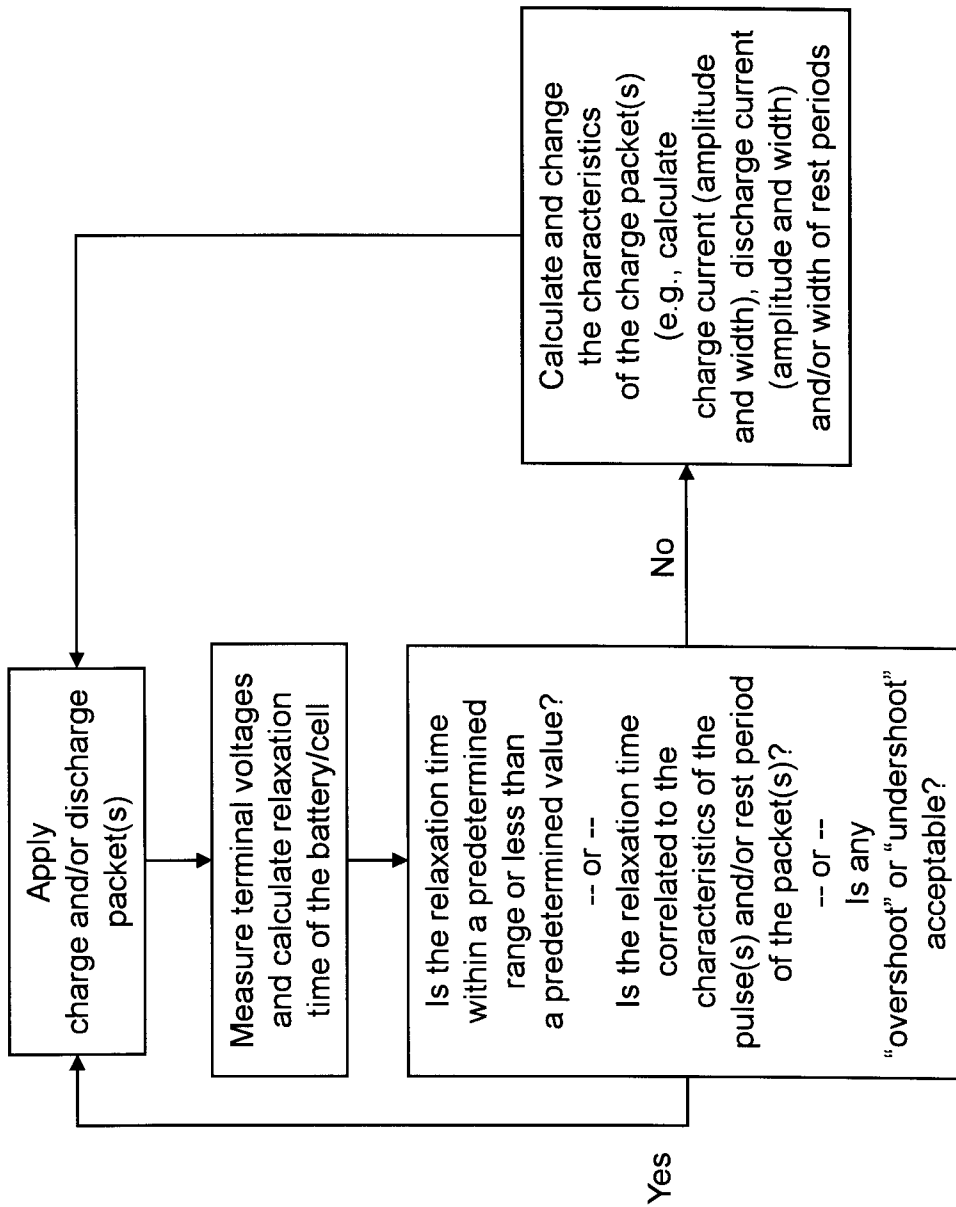 Apply
charge and/or discharge
packet(s)
Measure terminal voltages
and calculate relaxation
time of the battery/cell
Is the relaxation time
within a predetermined
range or less than
a predetermined value?
-- or --
Is the relaxation time
correlated to the
characteristics of the
pulse(s) and/or rest period
of the packet(s)?
-- or --
Is any
“overshoot” or “undershoot”
acceptable?
Yes
No
Calculate and change
the characteristics
of the charge packet(s)
(e.g., calculate
charge current (amplitude
and width), discharge current
(amplitude and width)
and/or width of rest periods